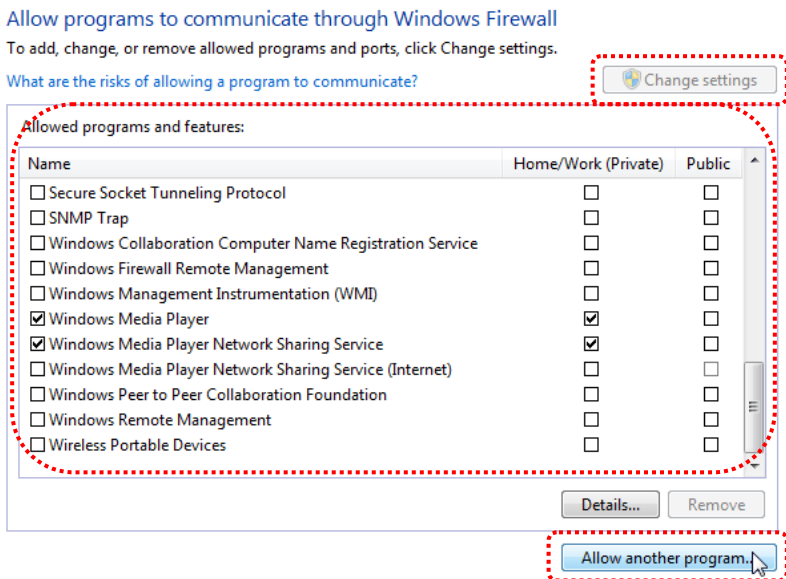 Allow programs to communicate through Windows Firewall
To add, change, or remove allowed programs and ports, click Change settings.
What are the risks of allowing a program to communicate?
Change settings
Allowed programs and features:
Name Home/Work (Private) Public
Secure Socket Tunneling Protocol
SNMP Trap
Windows Collaboration Computer Name Registration Service
Windows Firewall Remote Management
Windows Management Instrumentation (WMI)
Windows Media Player
Windows Media Player Network Sharing Service
Windows Media Player Network Sharing Service (Internet)
Windows Peer to Peer Collaboration Foundation
Windows Remote Management
Wireless Portable Devices
Details... Remove
Allow another program...